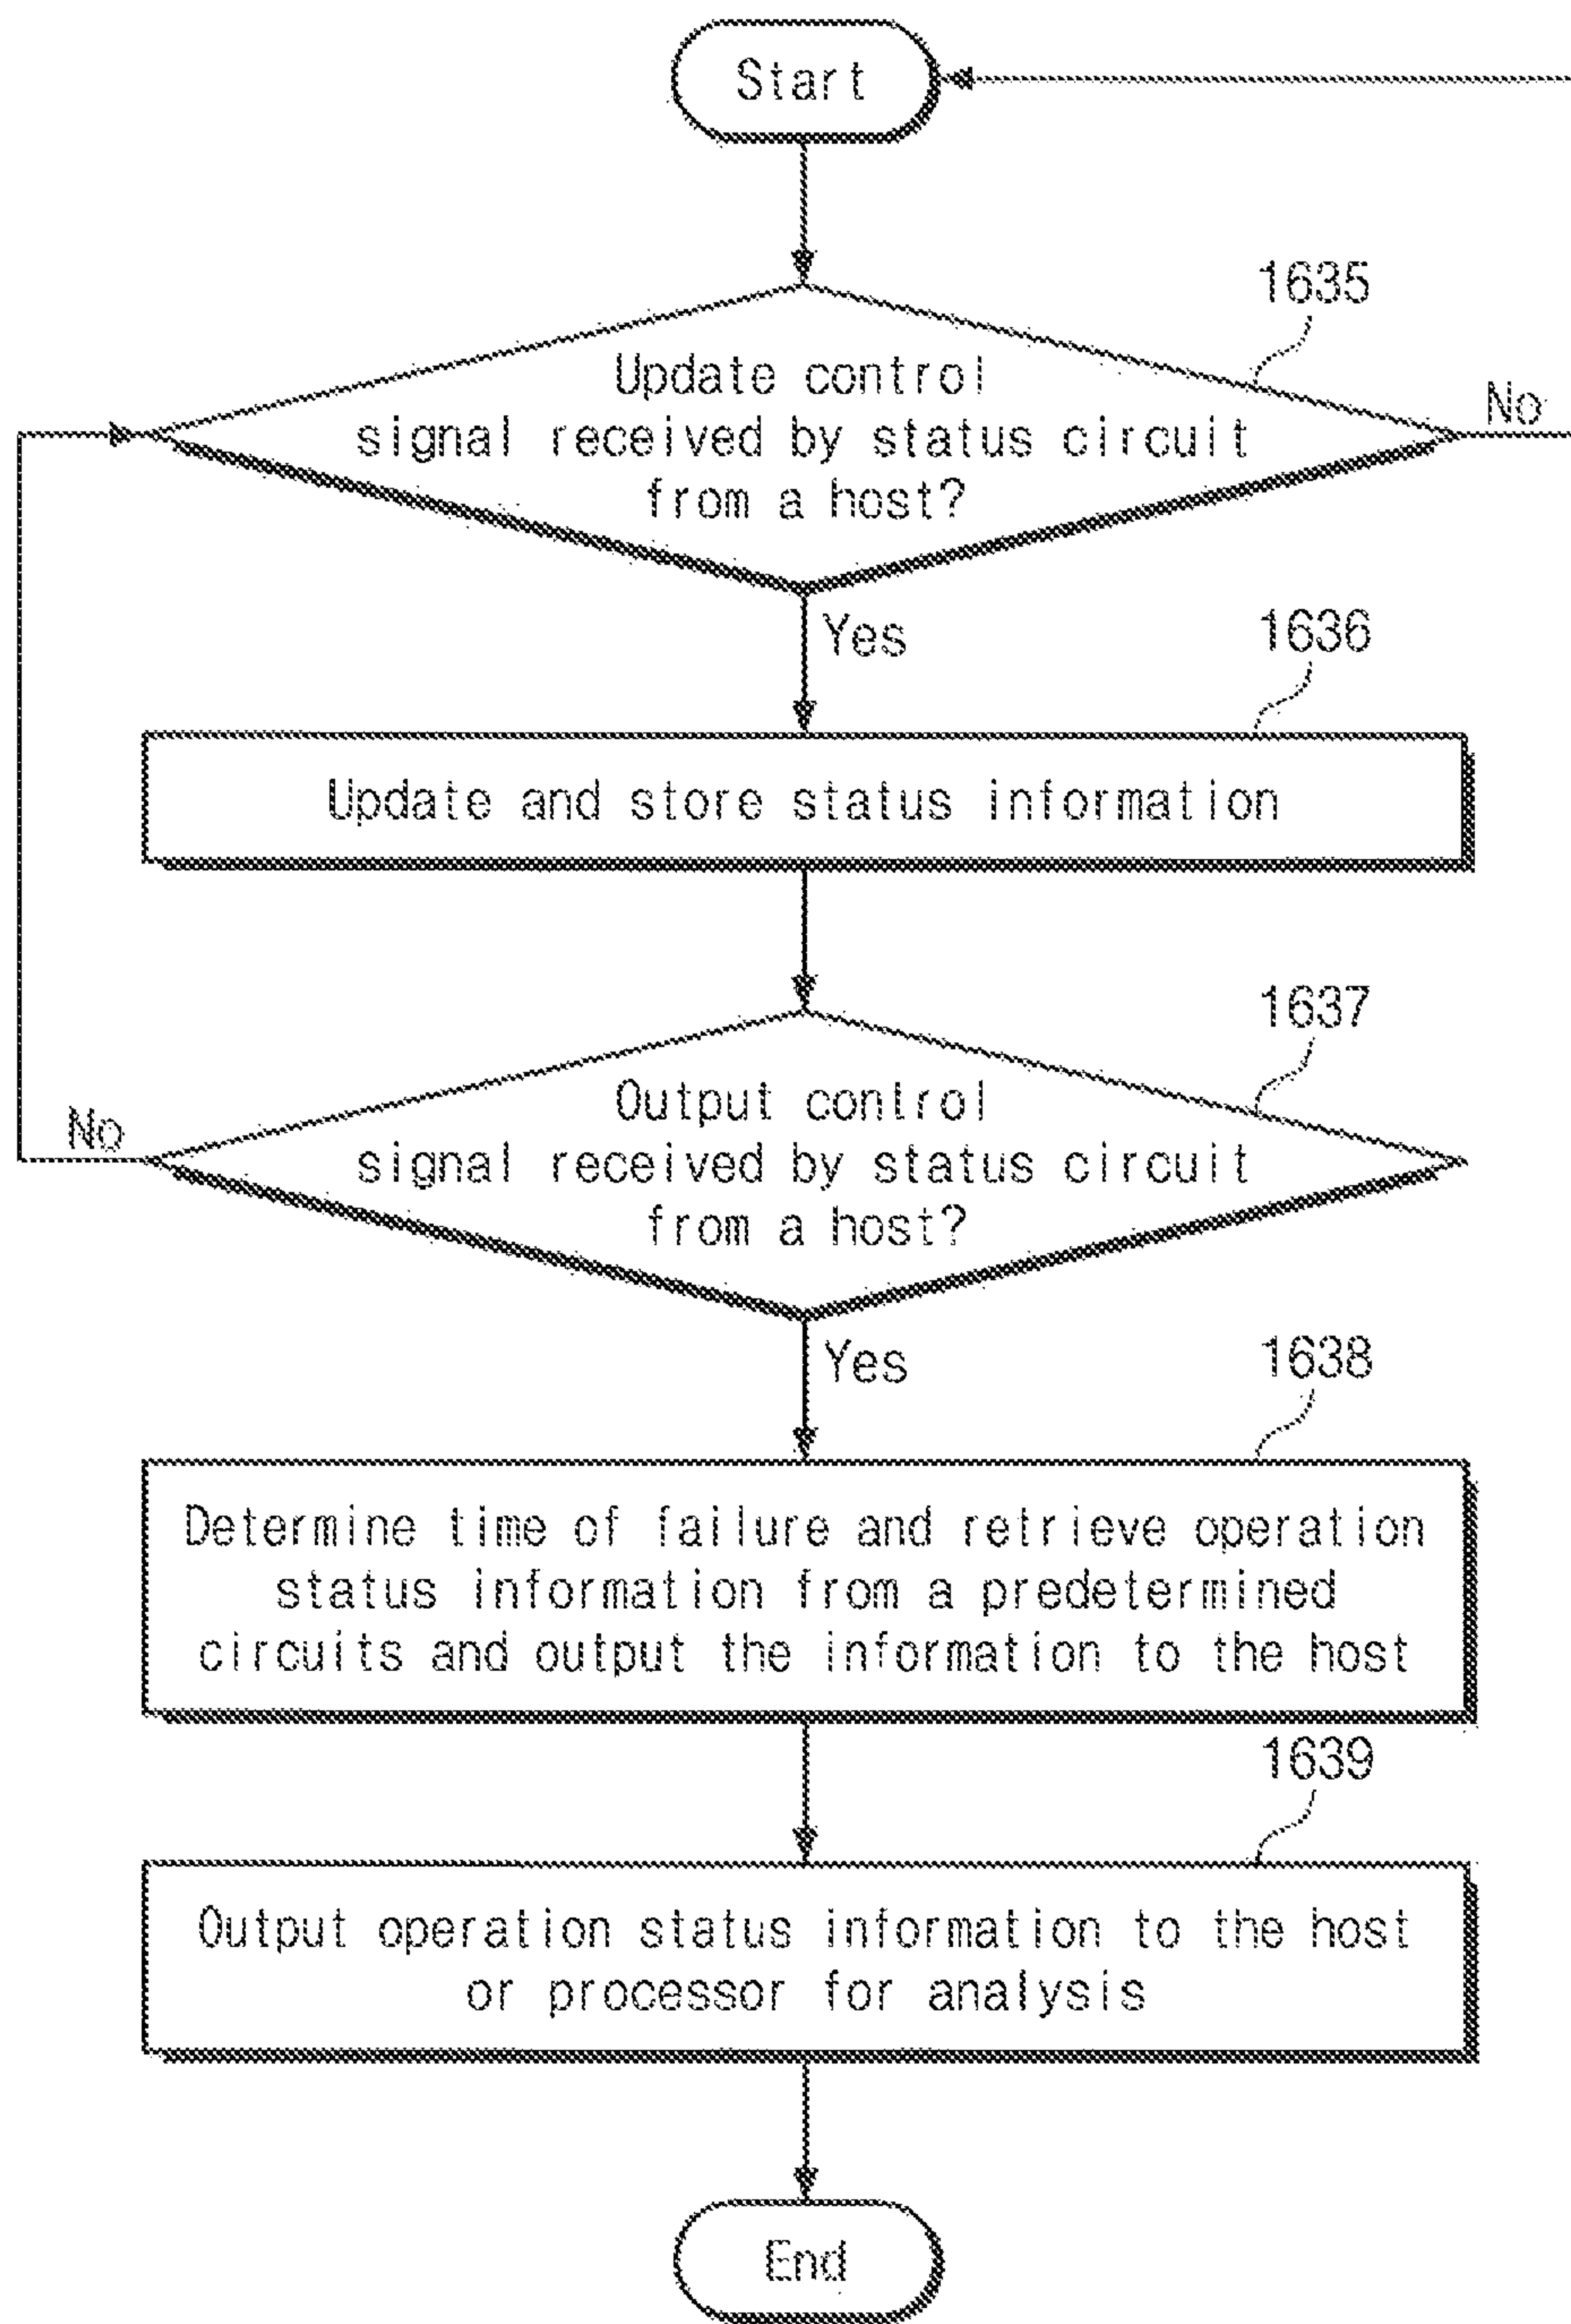 Start
1635
Update control
signal received by status circuit
from a host?
No
Yes
1636
Update and store status information
1637
Output control
signal received by status circuit
from a host?
No
Yes
1638
Determine time of failure and retrieve operation
status information from a predetermined
circuits and output the information to the host
1639
Output operation status information to the host
or processor for analysis
End